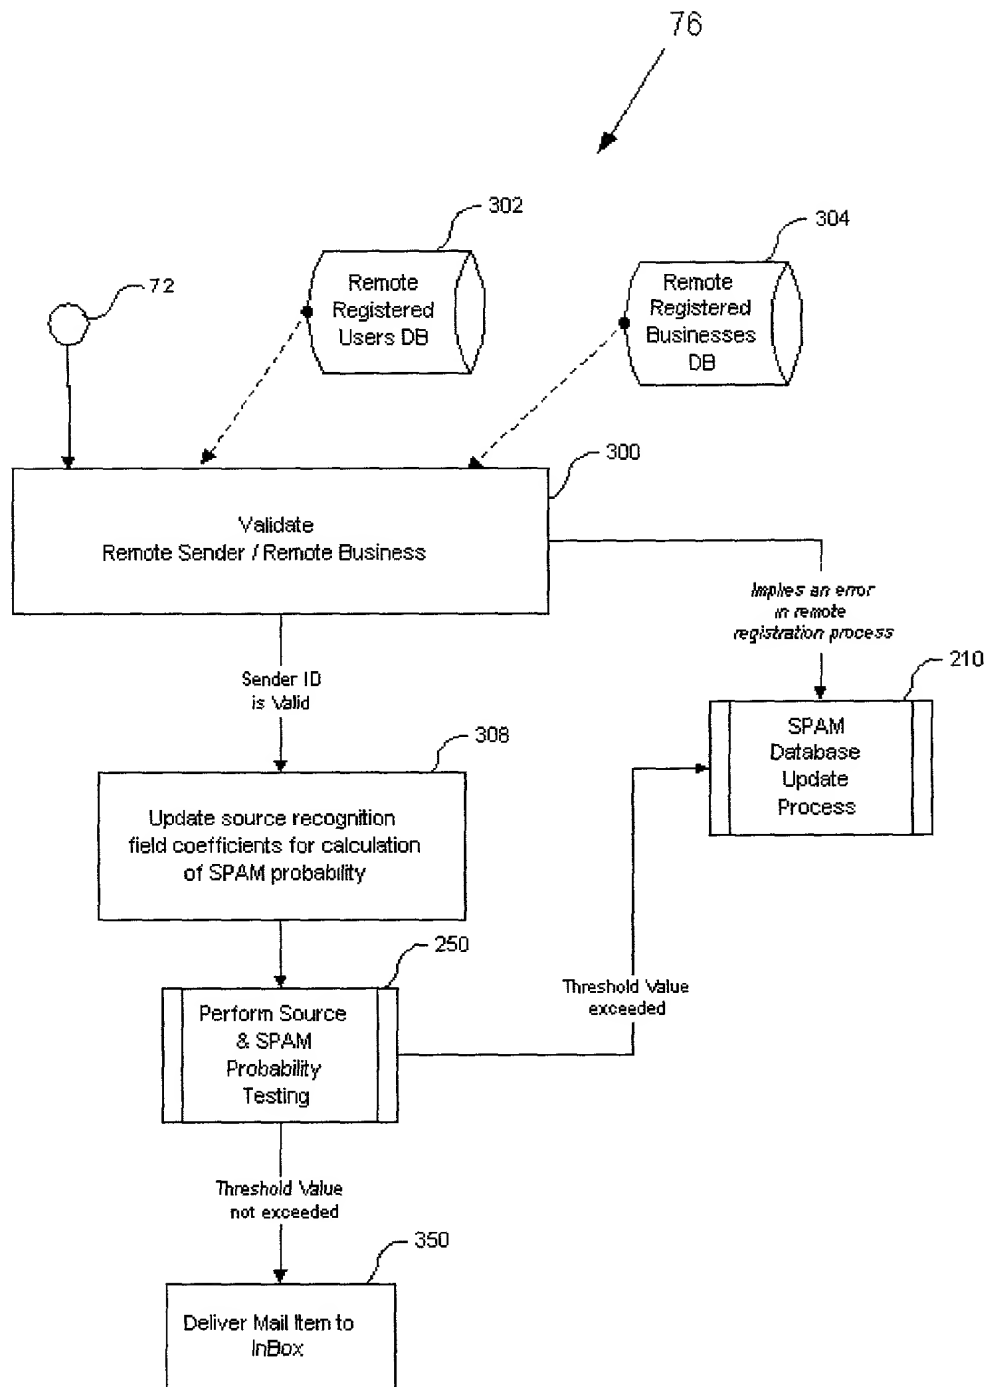 76
302
304
72
Remote
Registered
Users DB
Remote
Registered
Businesses
DB
300
Validate
Remote Sender / Remote Business
Implies an error
in remote
registration process
210
Sender ID
is Valid
SPAM
Database
Update
Process
308
Update source recognition
field coefficients for calculation
of SPAM probability
250
Threshold Value
exceeded
Perform Source
& SPAM
Probability
Testing
Threshold Value
not exceeded
350
Deliver Mail Item to
InBox